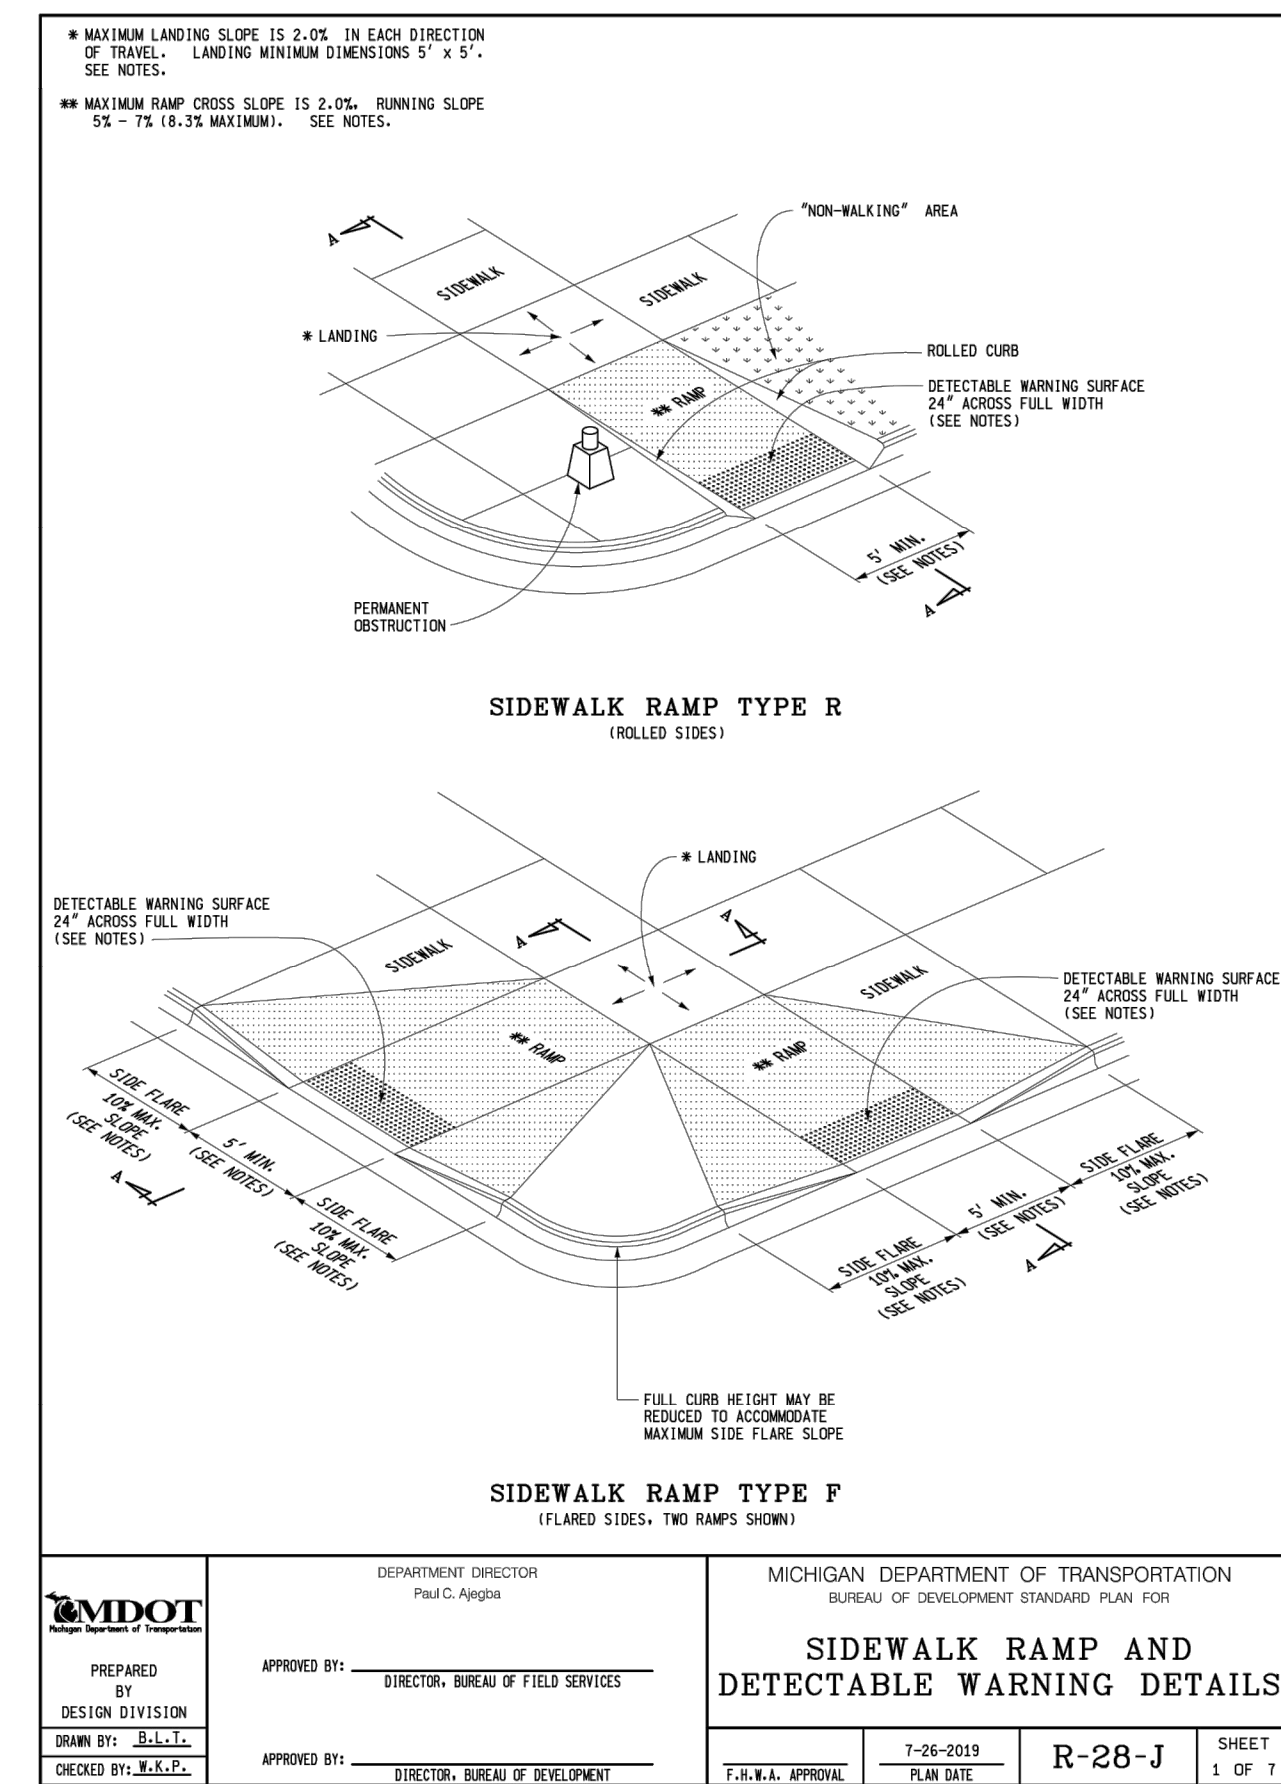 * MAXIMUM LANDING SLOPE IS 2.0% IN EACH DIRECTION
OF TRAVEL. LANDING MINIMUM DIMENSIONS 5' x 5'.
SEE NOTES.
** MAXIMUM RAMP CROSS SLOPE IS 2.0%, RUNNING SLOPE
5% - 7% (8.3% MAXIMUM). SEE NOTES.
"NON-WALKING" AREA
A
SIDEWALK
SIDEWALK
* LANDING
ROLLED CURB
** RAMP
DETECTABLE WARNING SURFACE
24" ACROSS FULL WIDTH
(SEE NOTES)
5' MIN.
(SEE NOTES)
A
PERMANENT
OBSTRUCTION
SIDEWALK RAMP TYPE R
(ROLLED SIDES)
* LANDING
DETECTABLE WARNING SURFACE
24" ACROSS FULL WIDTH
(SEE NOTES)
A
A
SIDEWALK
SIDEWALK
DETECTABLE WARNING SURFACE
24" ACROSS FULL WIDTH
(SEE NOTES)
** RAMP
** RAMP
SIDE FLARE
10% MAX.
SLOPE
(SEE NOTES)
5' MIN.
(SEE NOTES)
A
SIDE FLARE
10% MAX.
SLOPE
(SEE NOTES)
SIDE FLARE
10% MAX.
SLOPE
(SEE NOTES)
5' MIN.
(SEE NOTES)
A
SIDE FLARE
10% MAX.
SLOPE
(SEE NOTES)
FULL CURB HEIGHT MAY BE
REDUCED TO ACCOMMODATE
MAXIMUM SIDE FLARE SLOPE
SIDEWALK RAMP TYPE F
(FLARED SIDES, TWO RAMPS SHOWN)
MDOT
Michigan Department of Transportation
PREPARED
BY
DESIGN DIVISION
DRAWN BY: B.L.T.
CHECKED BY: W.K.P.
DEPARTMENT DIRECTOR
Paul C. Ajegba
APPROVED BY:
DIRECTOR, BUREAU OF FIELD SERVICES
APPROVED BY:
DIRECTOR, BUREAU OF DEVELOPMENT
MICHIGAN DEPARTMENT OF TRANSPORTATION
BUREAU OF DEVELOPMENT STANDARD PLAN FOR
SIDEWALK RAMP AND
DETECTABLE WARNING DETAILS
F.H.W.A. APPROVAL
7-26-2019
PLAN DATE
R-28-J
SHEET
1 OF 7